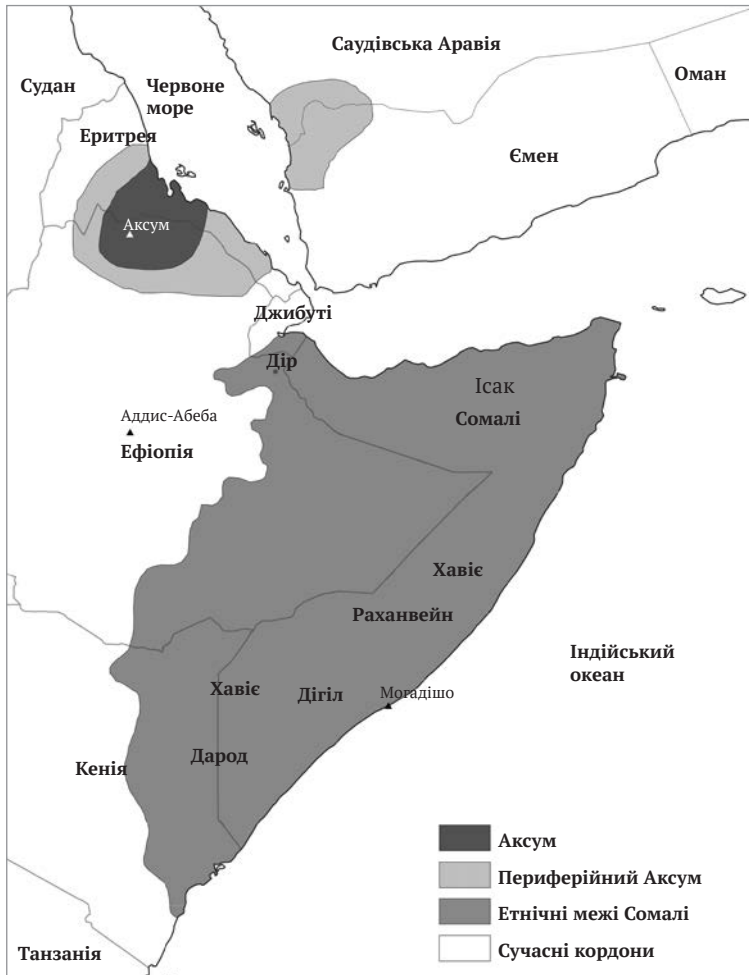 Саудівська Аравія
Оман
Судан
Червоне
море
Еритрея
Ємен
Аксум
Джибуті
Дір
Ісак
Сомалі
Аддис-Абеба
Ефіопія
Хавіє
Раханвейн
Індійський
океан
Хавіє
Дігіл
Могадішо
Кенія
Дарод
Танзанія
Аксум
Периферійний Аксум
Етнічні межі Сомалі
Сучасні кордони